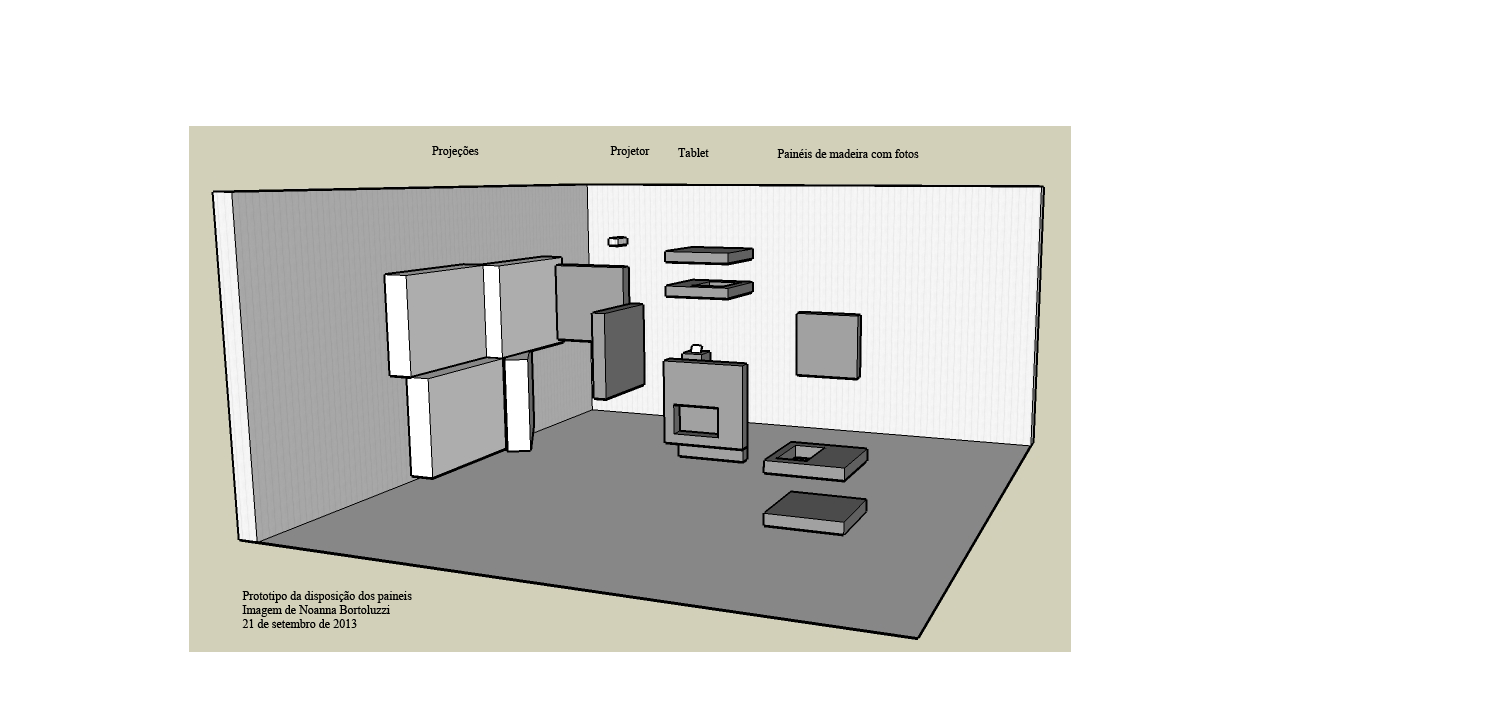 Projeções
Projetor
Tablet
Painéis de madeira com fotos
Prototipo da disposição dos paineis
Imagem de Noanna Bortoluzzi
21 de setembro de 2013